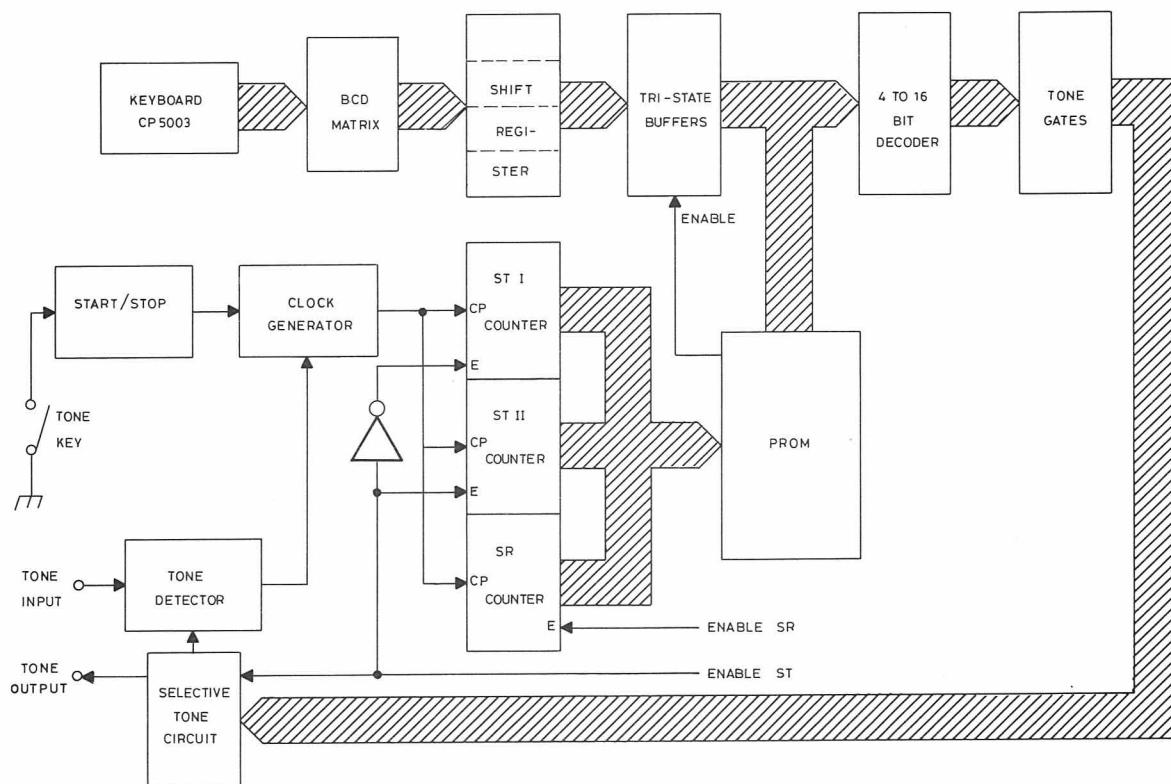 KEYBOARD
CP5003
BCD
MATRIX
SHIFT
REGI-
STER
TRI-STATE
BUFFERS
4 TO 16
BIT
DECODER
TONE
GATES
ENABLE
START/STOP
CLOCK
GENERATOR
ST I
CP
COUNTER
E
TONE
KEY
ST II
CP
COUNTER
E
PROM
SR
CP
COUNTER
E
ENABLE SR
TONE
INPUT
TONE
DETECTOR
TONE
OUTPUT
SELECTIVE
TONE
CIRCUIT
ENABLE ST